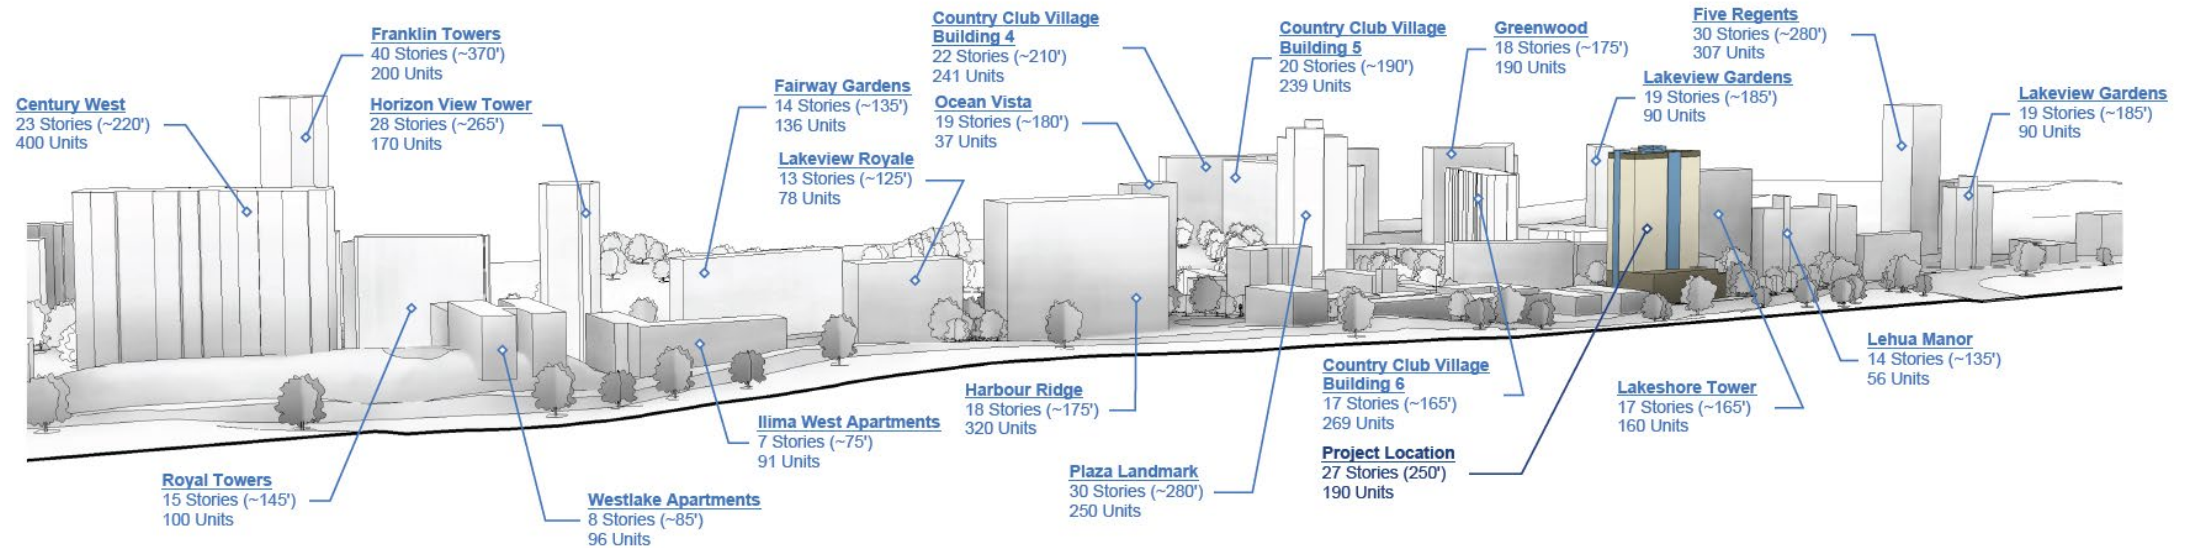 Century West
23 Stories (~220')
400 Units
Franklin Towers
40 Stories (~370')
200 Units
Horizon View Tower
28 Stories (~265')
170 Units
Fairway Gardens
14 Stories (~135')
136 Units
Lakeview Royale
13 Stories (~125')
78 Units
Country Club Village
Building 4
22 Stories (~210')
241 Units
Ocean Vista
19 Stories (~180')
37 Units
Country Club Village
Building 5
20 Stories (~190')
239 Units
Greenwood
18 Stories (~175')
190 Units
Five Regents
30 Stories (~280')
307 Units
Lakeview Gardens
19 Stories (~185')
90 Units
Lakeview Gardens
19 Stories (~185')
90 Units
Royal Towers
15 Stories (~145')
100 Units
Westlake Apartments
8 Stories (~85')
96 Units
Ilima West Apartments
7 Stories (~75')
91 Units
Harbour Ridge
18 Stories (~175')
320 Units
Plaza Landmark
30 Stories (~280')
250 Units
Country Club Village
Building 6
17 Stories (~165')
269 Units
Project Location
27 Stories (250')
190 Units
Lakeshore Tower
17 Stories (~165')
160 Units
Lehua Manor
14 Stories (~135')
56 Units